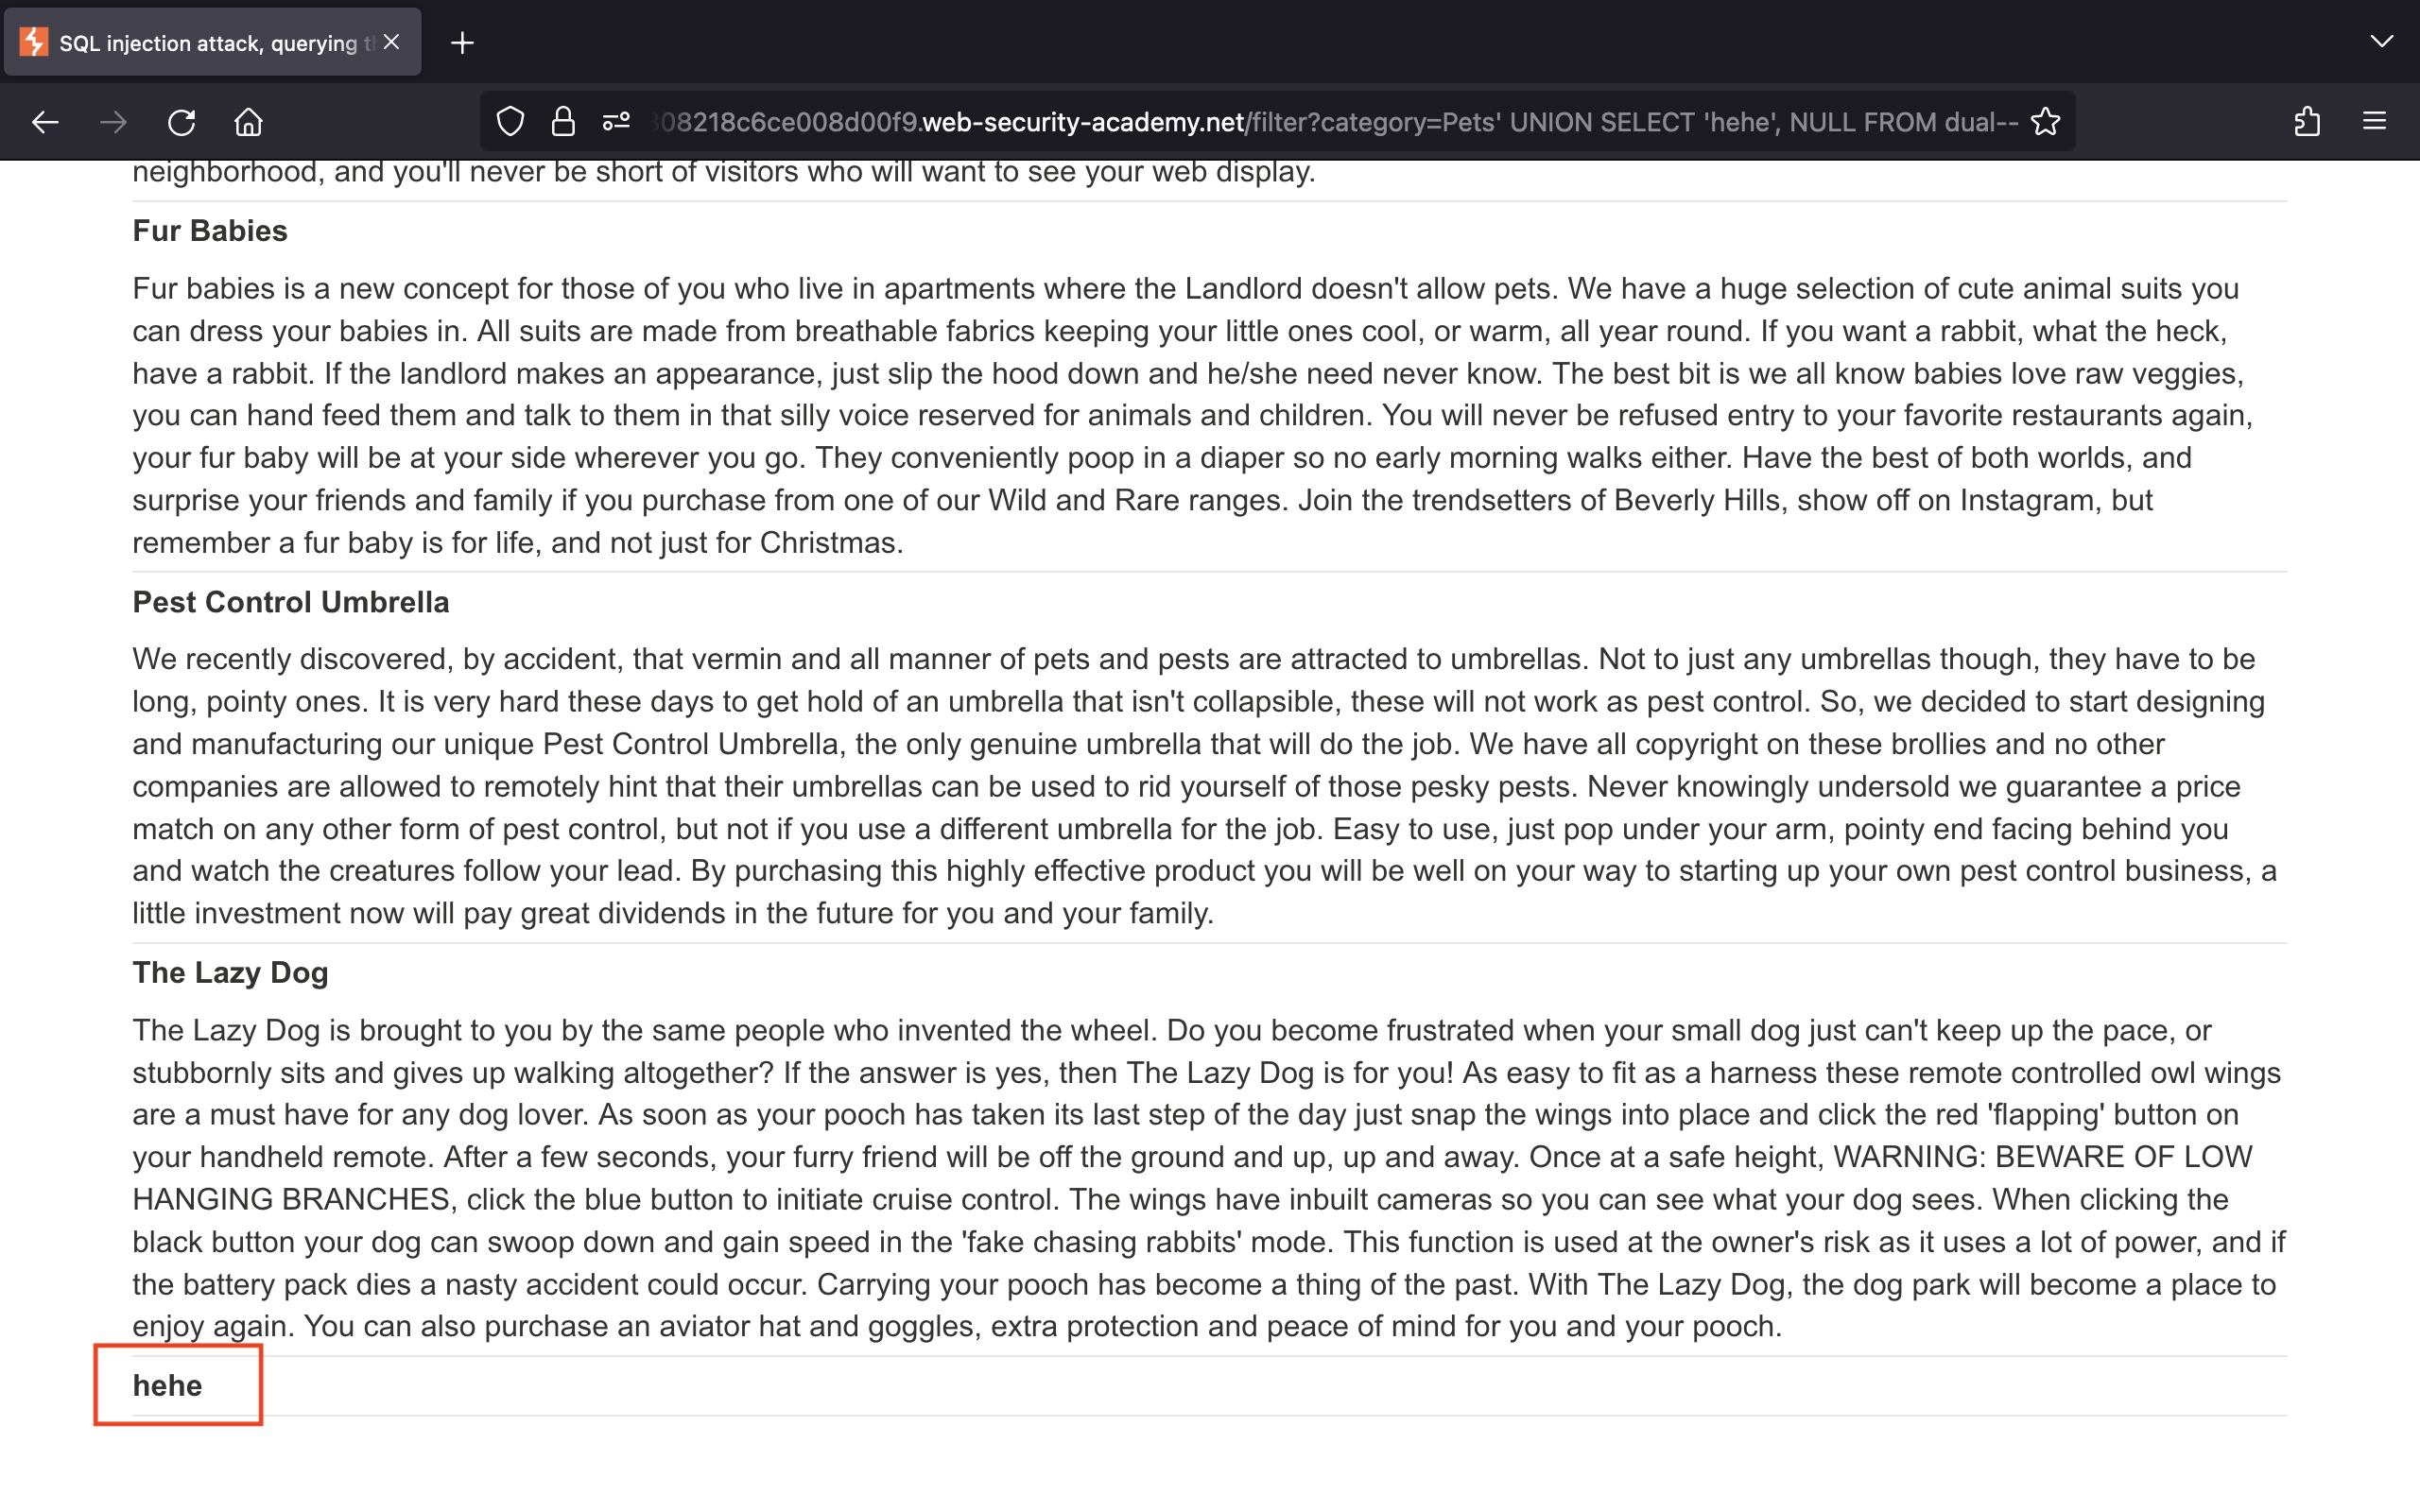 SQL injection attack, querying t
308218c6ce008d00f9.web-security-academy.net/filter?category=Pets' UNION SELECT 'hehe', NULL FROM dual--
neighborhood, and you'll never be short of visitors who will want to see your web display.
Fur Babies
Fur babies is a new concept for those of you who live in apartments where the Landlord doesn't allow pets. We have a huge selection of cute animal suits you
can dress your babies in. All suits are made from breathable fabrics keeping your little ones cool, or warm, all year round. If you want a rabbit, what the heck,
have a rabbit. If the landlord makes an appearance, just slip the hood down and he/she need never know. The best bit is we all know babies love raw veggies,
you can hand feed them and talk to them in that silly voice reserved for animals and children. You will never be refused entry to your favorite restaurants again,
your fur baby will be at your side wherever you go. They conveniently poop in a diaper so no early morning walks either. Have the best of both worlds, and
surprise your friends and family if you purchase from one of our Wild and Rare ranges. Join the trendsetters of Beverly Hills, show off on Instagram, but
remember a fur baby is for life, and not just for Christmas.
Pest Control Umbrella
We recently discovered, by accident, that vermin and all manner of pets and pests are attracted to umbrellas. Not to just any umbrellas though, they have to be
long, pointy ones. It is very hard these days to get hold of an umbrella that isn't collapsible, these will not work as pest control. So, we decided to start designing
and manufacturing our unique Pest Control Umbrella, the only genuine umbrella that will do the job. We have all copyright on these brollies and no other
companies are allowed to remotely hint that their umbrellas can be used to rid yourself of those pesky pests. Never knowingly undersold we guarantee a price
match on any other form of pest control, but not if you use a different umbrella for the job. Easy to use, just pop under your arm, pointy end facing behind you
and watch the creatures follow your lead. By purchasing this highly effective product you will be well on your way to starting up your own pest control business, a
little investment now will pay great dividends in the future for you and your family.
The Lazy Dog
The Lazy Dog is brought to you by the same people who invented the wheel. Do you become frustrated when your small dog just can't keep up the pace, or
stubbornly sits and gives up walking altogether? If the answer is yes, then The Lazy Dog is for you! As easy to fit as a harness these remote controlled owl wings
are a must have for any dog lover. As soon as your pooch has taken its last step of the day just snap the wings into place and click the red 'flapping' button on
your handheld remote. After a few seconds, your furry friend will be off the ground and up, up and away. Once at a safe height, WARNING: BEWARE OF LOW
HANGING BRANCHES, click the blue button to initiate cruise control. The wings have inbuilt cameras so you can see what your dog sees. When clicking the
black button your dog can swoop down and gain speed in the 'fake chasing rabbits' mode. This function is used at the owner's risk as it uses a lot of power, and if
the battery pack dies a nasty accident could occur. Carrying your pooch has become a thing of the past. With The Lazy Dog, the dog park will become a place to
enjoy again. You can also purchase an aviator hat and goggles, extra protection and peace of mind for you and your pooch.
hehe